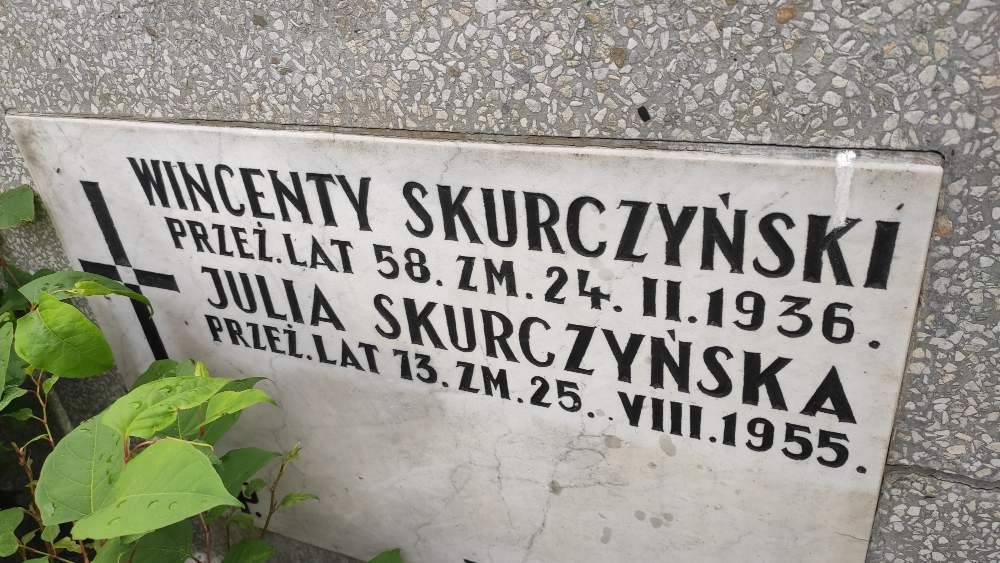 WINCENTY SKURCZYŃSKI
PRZEŻ. LAT 58. ZM. 24. II. 1936.
JULIA SKURCZYŃSKA
PRZEŻ. LAT 73. ZM. 25. VIII. 1955.